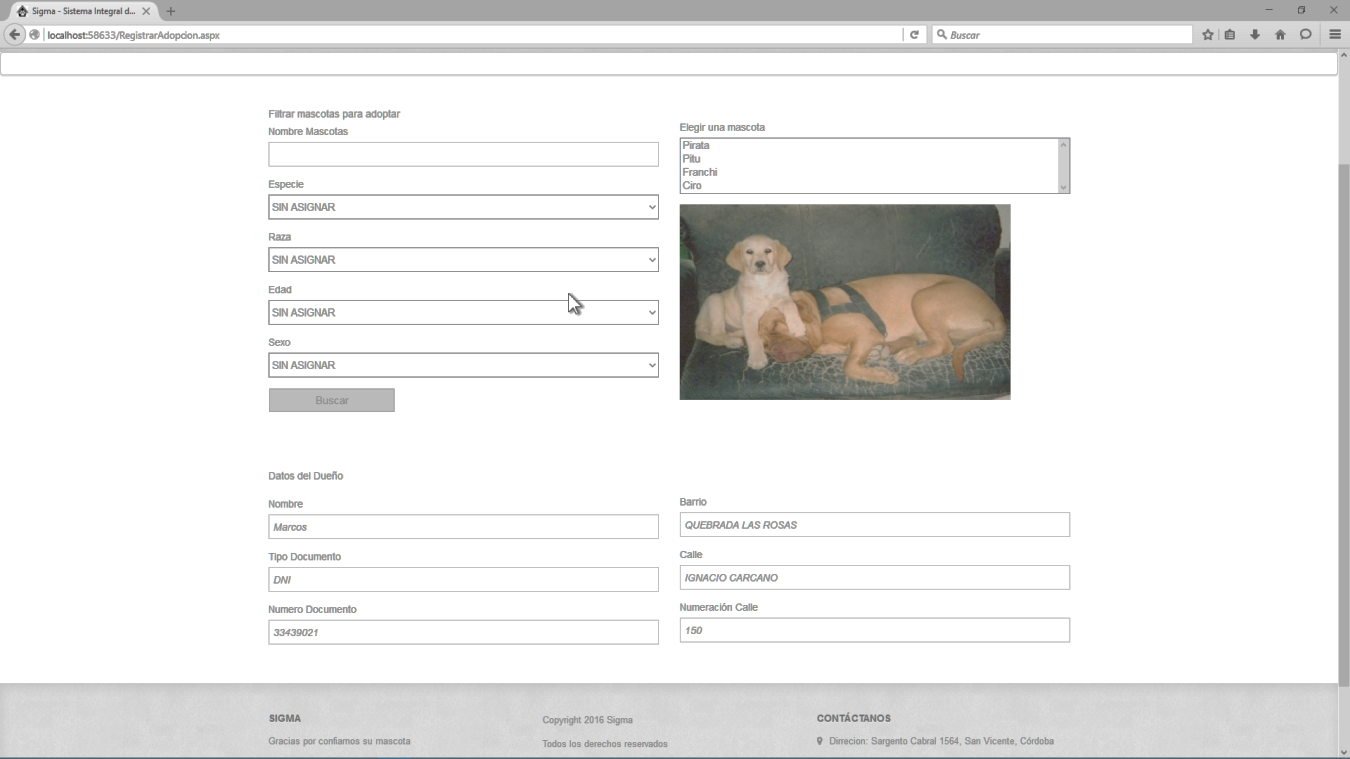 Sigma - Sistema Integral d...
localhost:58633/RegistrarAdopcion.aspx
Buscar
Filtrar mascotas para adoptar
Nombre Mascotas
Especie
SIN ASIGNAR
Raza
SIN ASIGNAR
Edad
SIN ASIGNAR
Sexo
SIN ASIGNAR
Buscar
Elegir una mascota
Pirata
Pitu
Franchi
Ciro
Datos del Dueño
Nombre
Marcos
Tipo Documento
DNI
Numero Documento
33439021
Barrio
QUEBRADA LAS ROSAS
Calle
IGNACIO CARCANO
Numeración Calle
150
SIGMA
Gracias por confiarnos su mascota
Copyright 2016 Sigma
Todos los derechos reservados
CONTÁCTANOS
Dirrecion: Sargento Cabral 1564, San Vicente, Córdoba